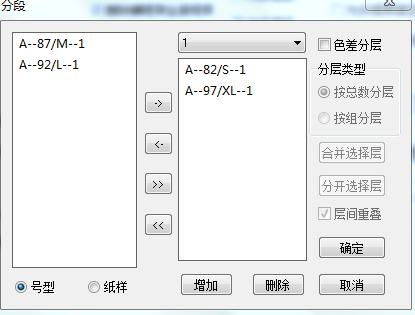 分段
A--87/M--1
A--92/L--1
->
<-
>>
<<
号型
纸样
1
A--82/S--1
A--97/XL--1
增加
删除
色差分层
分层类型
按总数分层
按组分层
合并选择层
分开选择层
层间重叠
确定
取消